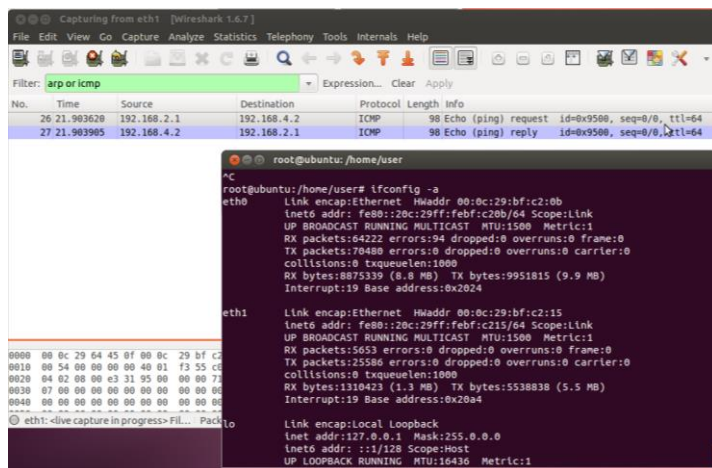 Capturing from eth1 [Wireshark 1.6.7]
File Edit View Go Capture Analyze Statistics Telephony Tools Internals Help
Filter: arp or icmp Expression... Clear Apply
No. Time Source Destination Protocol Length Info
26 21.903620 192.168.2.1 192.168.4.2 ICMP 98 Echo (ping) request id=0x9500, seq=0/0, ttl=64
27 21.903905 192.168.4.2 192.168.2.1 ICMP 98 Echo (ping) reply id=0x9500, seq=0/0, ttl=64
root@ubuntu: /home/user
^C
root@ubuntu:/home/user# ifconfig -a
eth0 Link encap:Ethernet HWaddr 00:0c:29:bf:c2:0b
inet6 addr: fe80::20c:29ff:febf:c20b/64 Scope:Link
UP BROADCAST RUNNING MULTICAST MTU:1500 Metric:1
RX packets:64222 errors:94 dropped:0 overruns:0 frame:0
TX packets:70480 errors:0 dropped:0 overruns:0 carrier:0
collisions:0 txqueuelen:1000
RX bytes:8875339 (8.8 MB) TX bytes:9951815 (9.9 MB)
Interrupt:19 Base address:0x2024
eth1 Link encap:Ethernet HWaddr 00:0c:29:bf:c2:15
inet6 addr: fe80::20c:29ff:febf:c215/64 Scope:Link
UP BROADCAST RUNNING MULTICAST MTU:1500 Metric:1
RX packets:5653 errors:0 dropped:0 overruns:0 frame:0
TX packets:25586 errors:0 dropped:0 overruns:0 carrier:0
collisions:0 txqueuelen:1000
RX bytes:1310423 (1.3 MB) TX bytes:5538838 (5.5 MB)
Interrupt:19 Base address:0x20a4
lo Link encap:Local Loopback
inet addr:127.0.0.1 Mask:255.0.0.0
inet6 addr: ::1/128 Scope:Host
UP LOOPBACK RUNNING MTU:16436 Metric:1
0000 00 0c 29 64 45 0f 00 0c 29 bf c2
0010 00 54 00 00 00 00 40 01 f3 55 c0
0020 04 02 08 00 e3 31 95 00 00 00 71
0030 07 00 00 00 00 00 00 00 00 00 00
0040 00 00 00 00 00 00 00 00 00 00
eth1: <live capture in progress> Fil... Pack